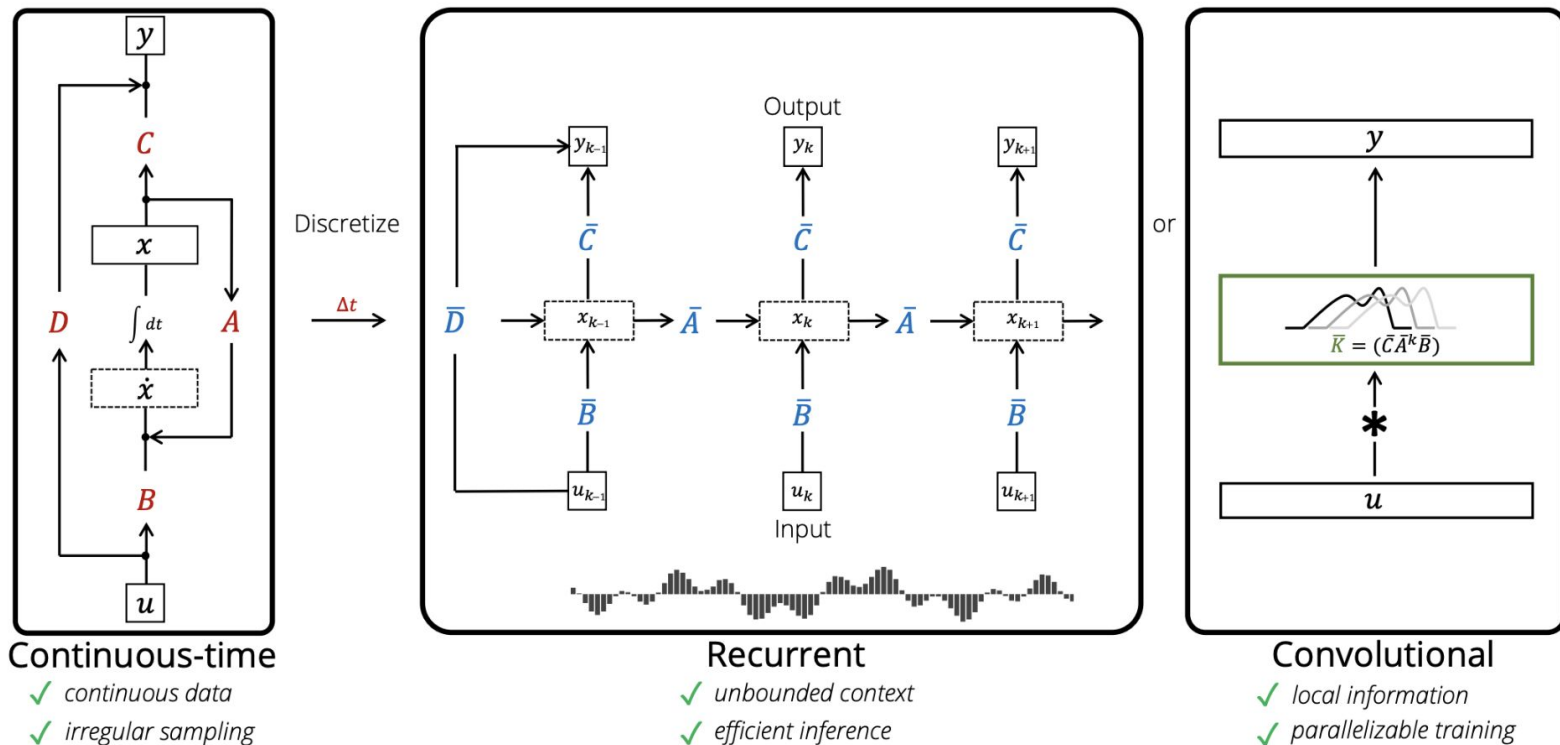 y
C
x
D
∫ dt
A
ẋ
B
u
Continuous-time
✓ continuous data
✓ irregular sampling
Discretize
Δt
Output
y_{k-1} y_k y_{k+1}
C̄ C̄ C̄
D̄ x_{k-1} Ā x_k Ā x_{k+1}
B̄ B̄ B̄
u_{k-1} u_k u_{k+1}
Input
Recurrent
✓ unbounded context
✓ efficient inference
or
y
K̄ = (C̄Ā^kB̄)
*
u
Convolutional
✓ local information
✓ parallelizable training